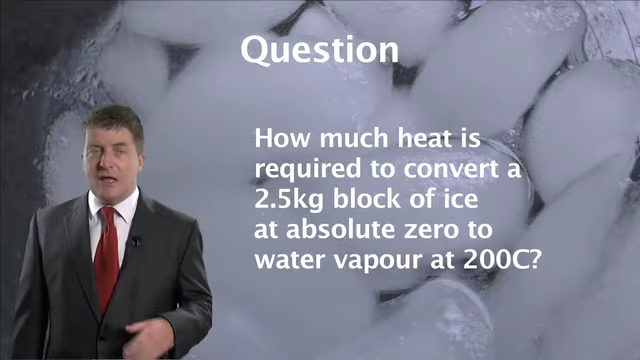 Question
How much heat is
required to convert a
2.5kg block of ice
at absolute zero to
water vapour at 200C?